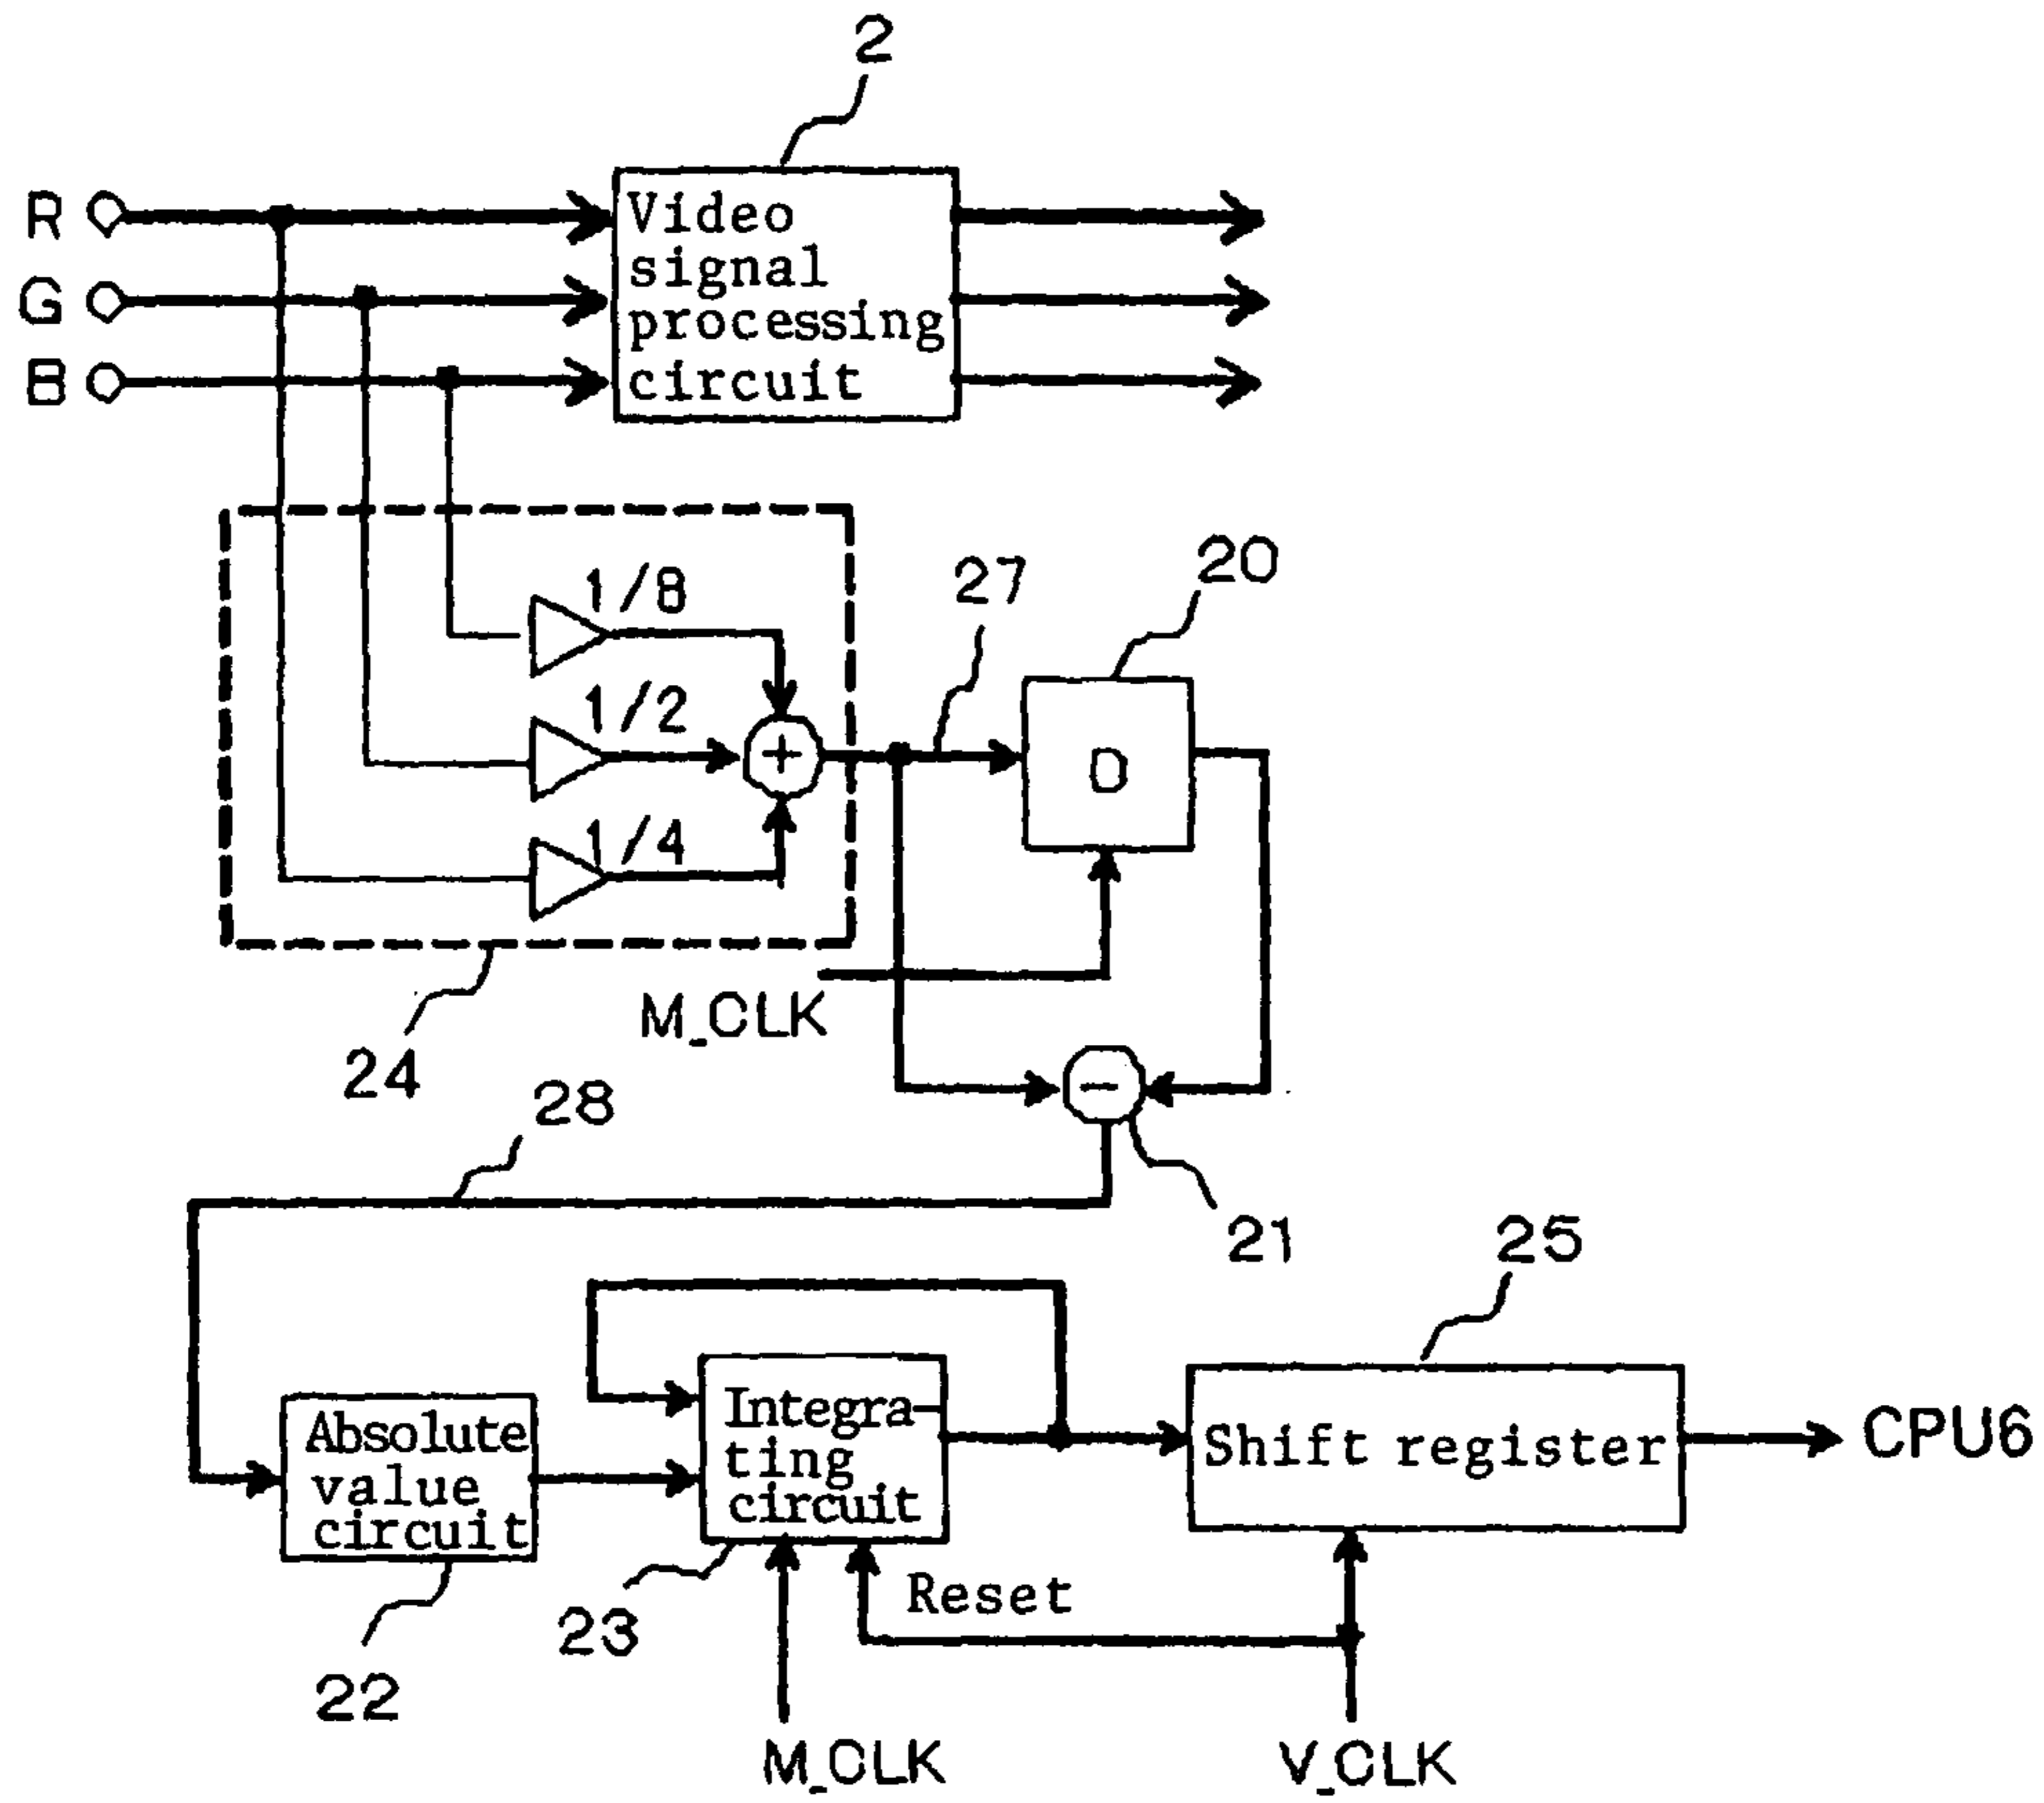 2
R
G
B
Video
signal
processing
circuit
1/8
1/2
1/4
+
27
20
D
24
M_CLK
28
-
21
25
Absolute
value
circuit
Integra-
ting
circuit
Shift register
CPU6
22
23
Reset
M_CLK
V_CLK